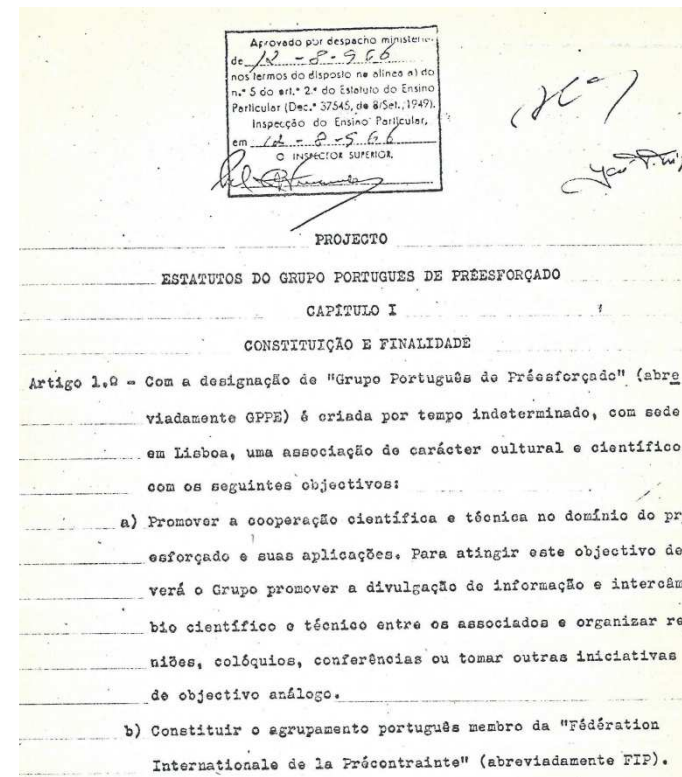 Aprovado por despacho ministerial
de 12 - 8 - 966
nos termos do disposto na alínea a) do
n.º 5 do art.º 2.º do Estatuto do Ensino
Particular (Dec.º 37545, de 8/Set., 1949).
Inspecção do Ensino Particular,
em 12 - 8 - 966
O INSPECTOR SUPERIOR,
PROJECTO
ESTATUTOS DO GRUPO PORTUGUÊS DE PRÉESFORÇADO
CAPÍTULO I
CONSTITUIÇÃO E FINALIDADE
Artigo 1.º - Com a designação de "Grupo Português de Préesforçado" (abre
viadamente GPPE) é criada por tempo indeterminado, com sede
em Lisboa, uma associação de carácter cultural e científico
com os seguintes objectivos:
a) Promover a cooperação científica e técnica no domínio do pr
esforçado e suas aplicações. Para atingir este objectivo de
verá o Grupo promover a divulgação de informação e intercâm
bio científico e técnico entre os associados e organizar re
niões, colóquios, conferências ou tomar outras iniciativas
de objectivo análogo.
b) Constituir o agrupamento português membro da "Fédération
Internationale de la Précontrainte" (abreviadamente FIP).